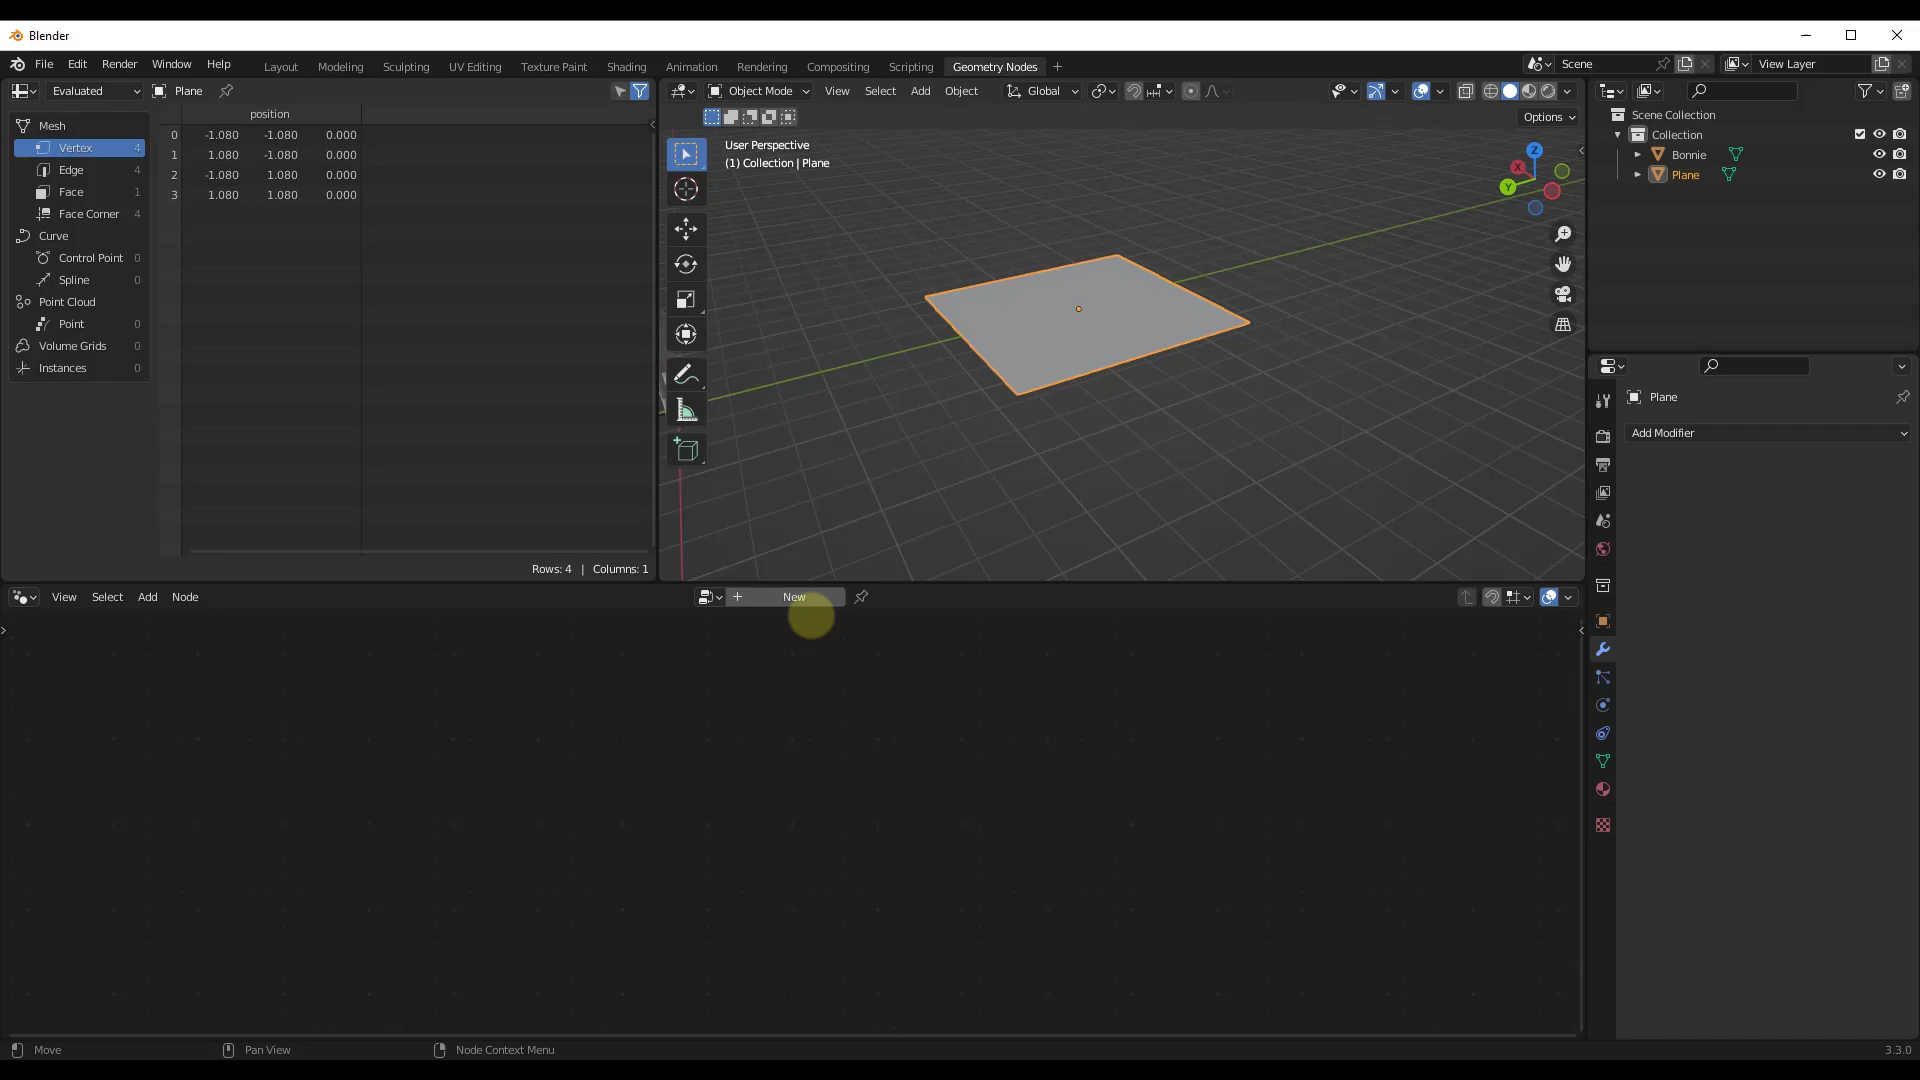 Blender
File Edit Render Window Help Layout Modeling Sculpting UV Editing Texture Paint Shading Animation Rendering Compositing Scripting Geometry Nodes + Scene View Layer
Evaluated Plane
position
0 -1.080 -1.080 0.000
1 1.080 -1.080 0.000
2 -1.080 1.080 0.000
3 1.080 1.080 0.000
Mesh
Vertex 4
Edge 4
Face 1
Face Corner 4
Curve
Control Point 0
Spline 0
Point Cloud
Point 0
Volume Grids 0
Instances 0
Rows: 4 | Columns: 1
Object Mode View Select Add Object Global
Options
User Perspective
(1) Collection | Plane
Z
X
Y
Scene Collection
Collection
Bonnie
Plane
Plane
Add Modifier
View Select Add Node + New
Move Pan View Node Context Menu 3.3.0